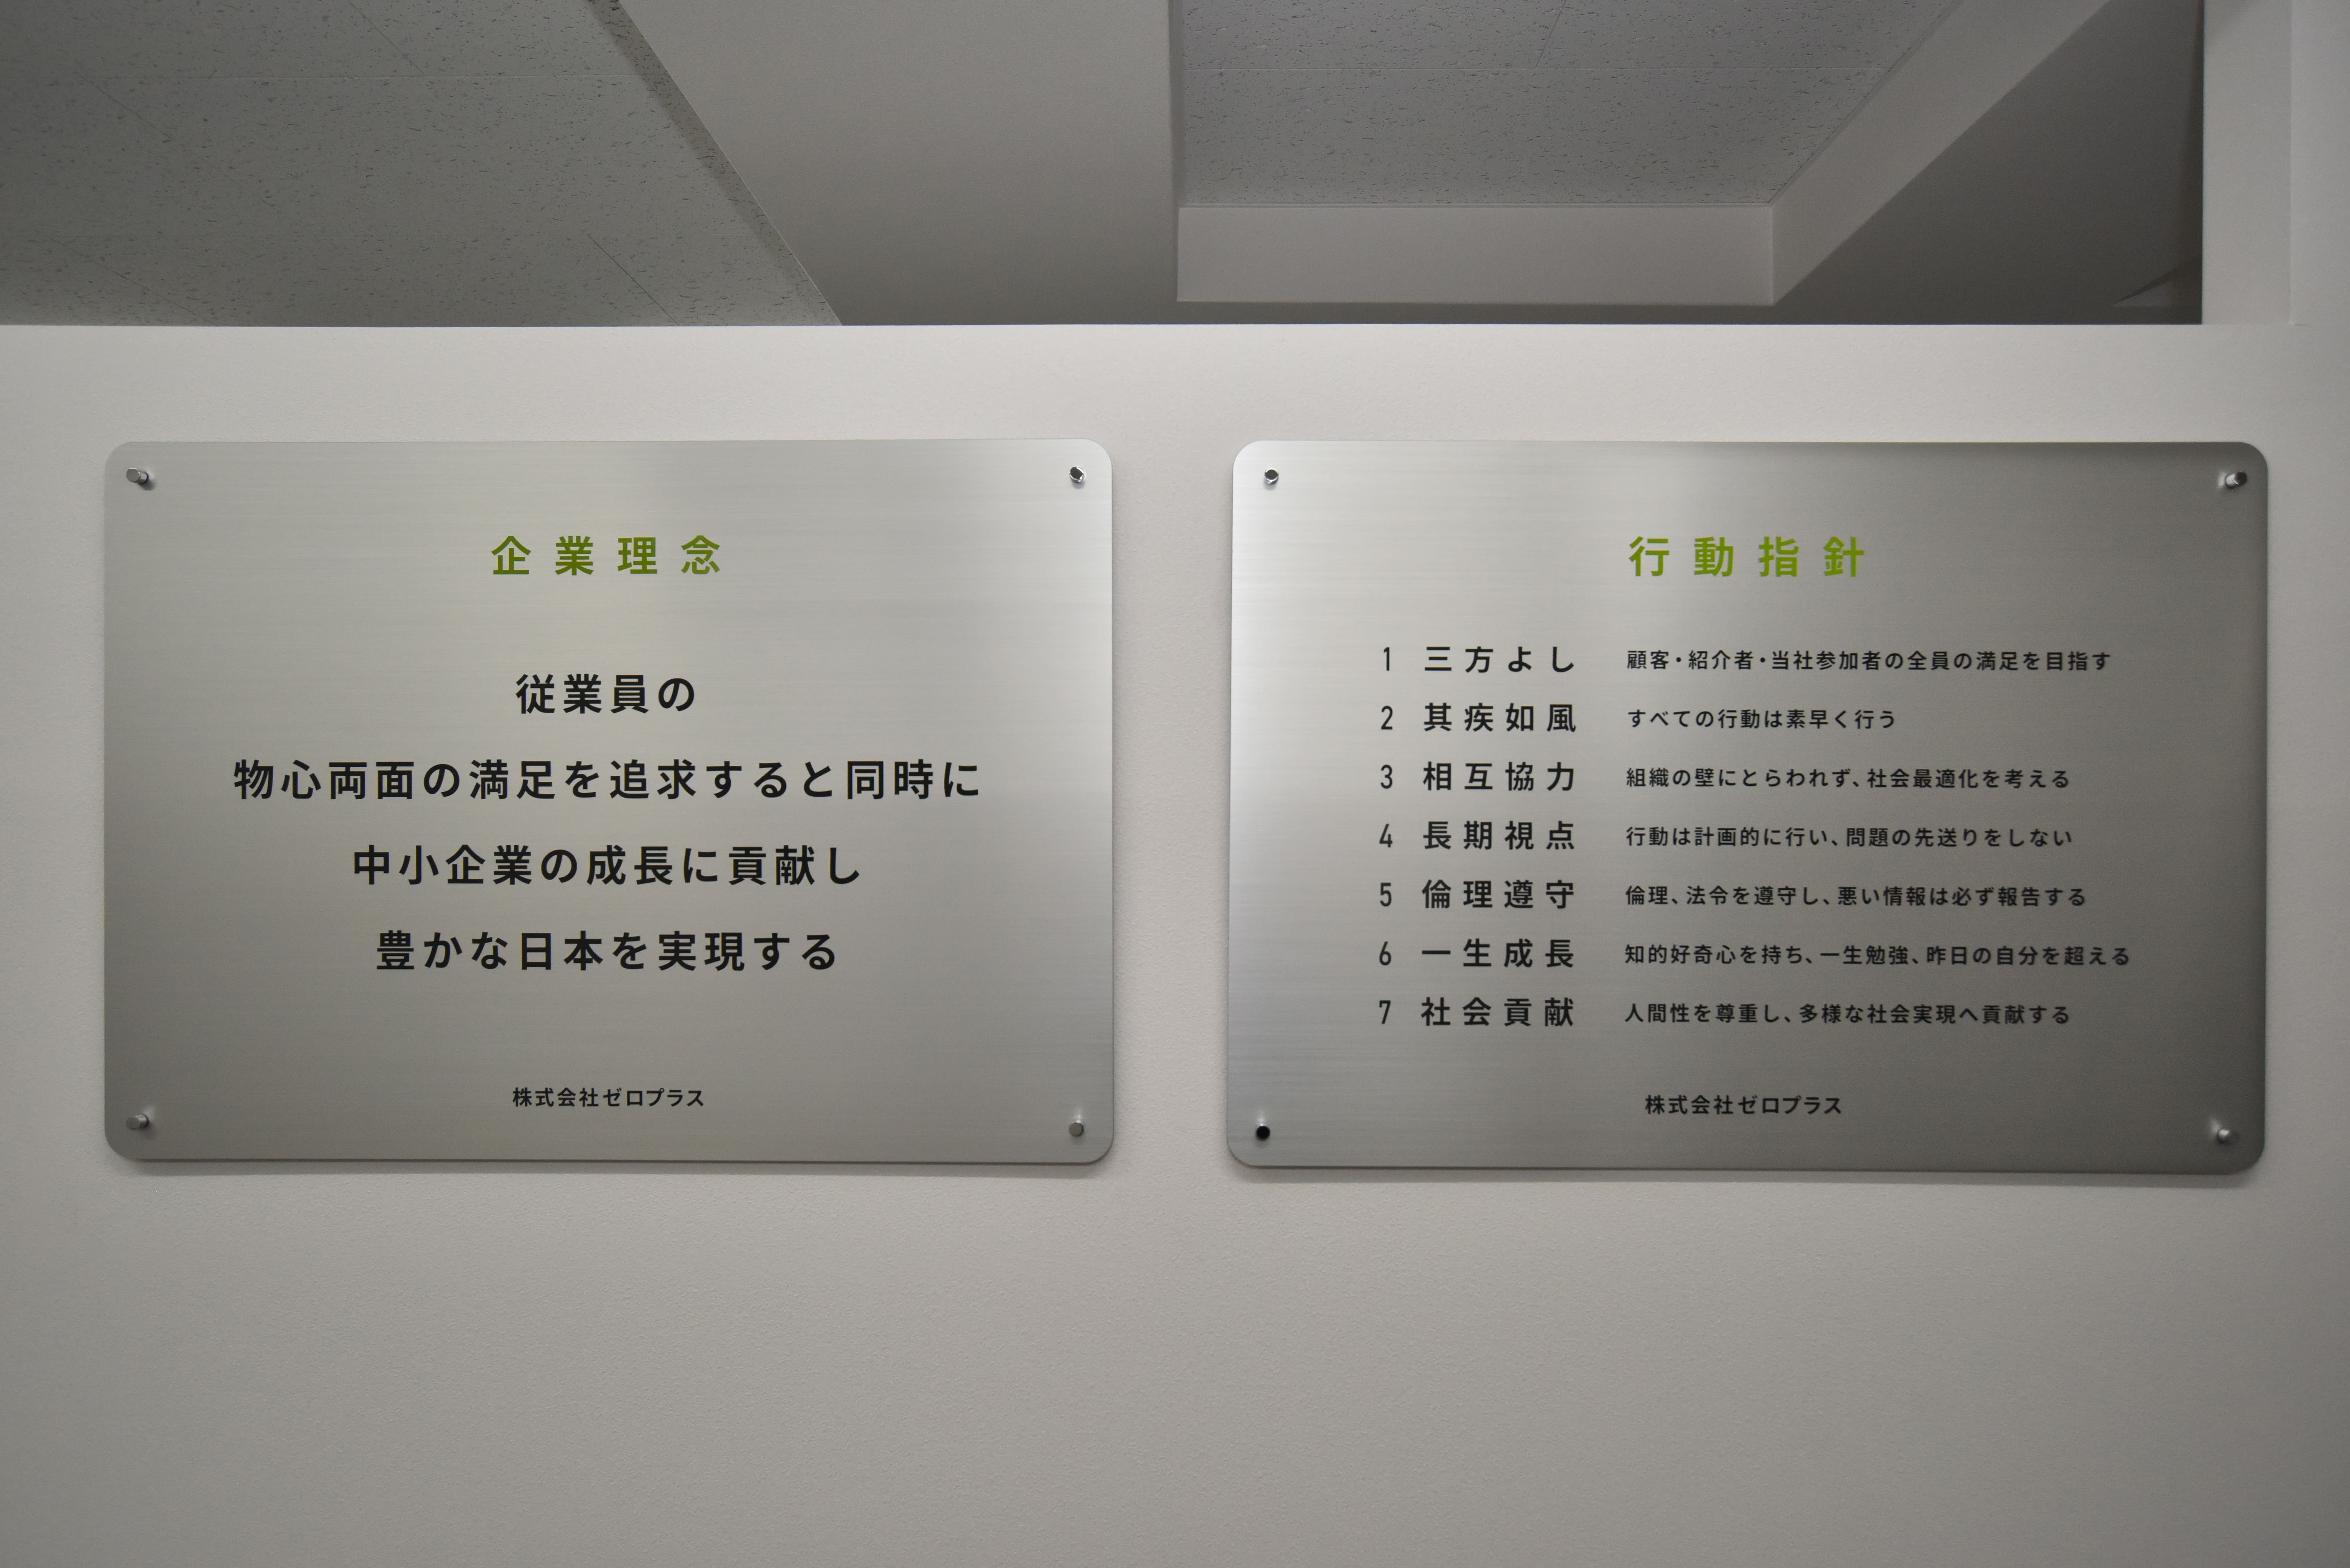 企業理念
従業員の
物心両面の満足を追求すると同時に
中小企業の成長に貢献し
豊かな日本を実現する
株式会社ゼロプラス
行動指針
1 三方よし 顧客・紹介者・当社参加者の全員の満足を目指す
2 其疾如風 すべての行動は素早く行う
3 相互協力 組織の壁にとらわれず、社会最適化を考える
4 長期視点 行動は計画的に行い、問題の先送りをしない
5 倫理遵守 倫理、法令を遵守し、悪い情報は必ず報告する
6 一生成長 知的好奇心を持ち、一生勉強、昨日の自分を超える
7 社会貢献 人間性を尊重し、多様な社会実現へ貢献する
株式会社ゼロプラス